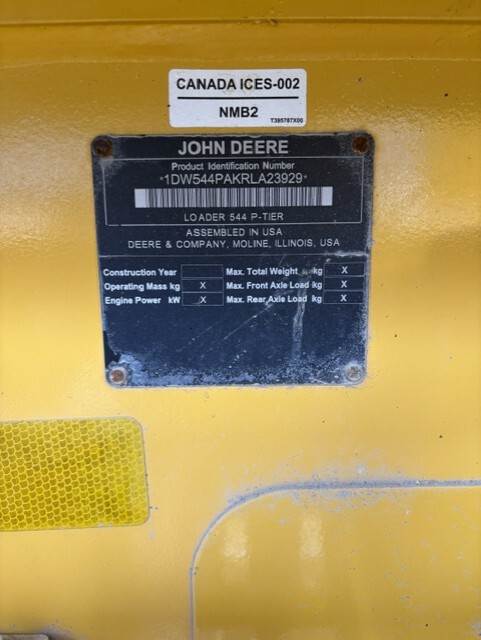 CANADA ICES-002
NMB2
T395787X00
JOHN DEERE
Product Identification Number
*1DW544PAKRLA23929*
LOADER 544 P-TIER
ASSEMBLED IN USA
DEERE & COMPANY, MOLINE, ILLINOIS, USA
Construction Year Max. Total Weight kg X
Operating Mass kg X Max. Front Axle Load kg X
Engine Power kW X Max. Rear Axle Load kg X